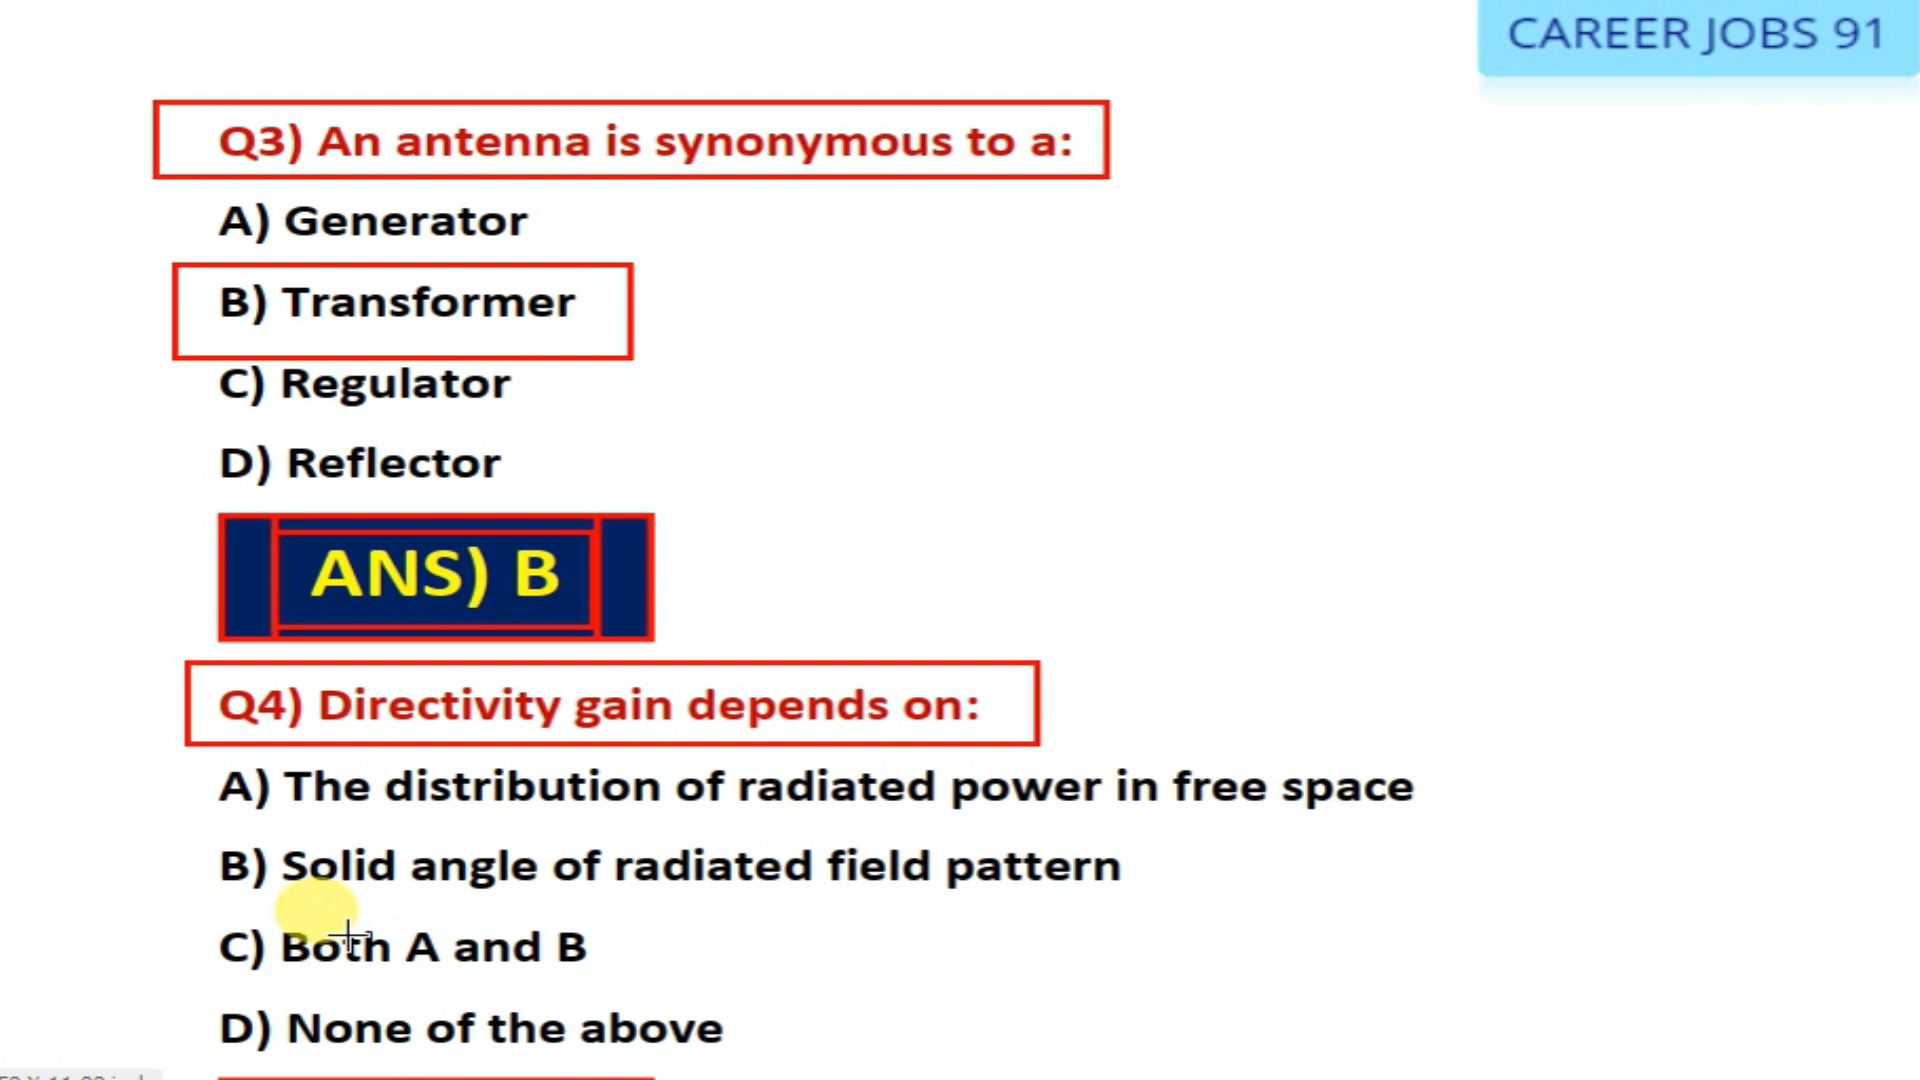 CAREER JOBS 91
Q3) An antenna is synonymous to a:
A) Generator
B) Transformer
C) Regulator
D) Reflector
ANS) B
Q4) Directivity gain depends on:
A) The distribution of radiated power in free space
B) Solid angle of radiated field pattern
C) Both A and B
D) None of the above